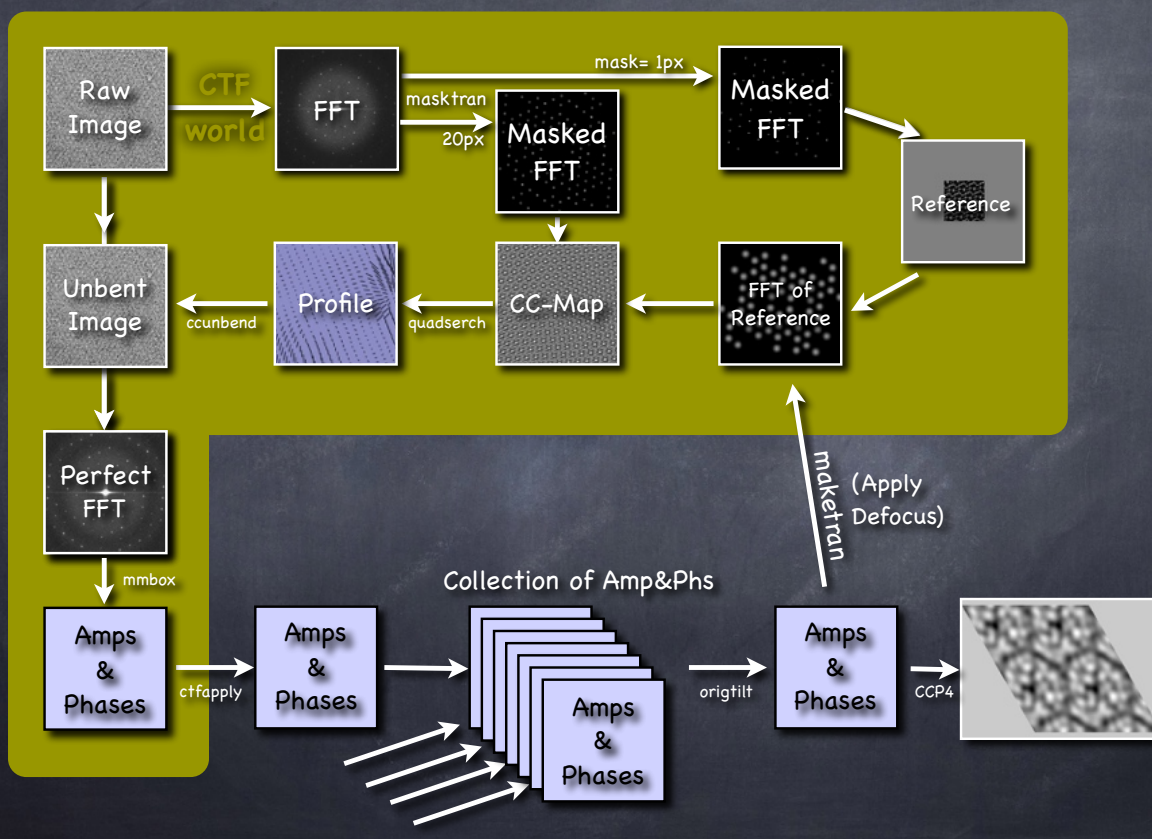 Raw
Image
CTF
world
FFT
mask= 1px
masktran
20px
Masked
FFT
Masked
FFT
Reference
Unbent
Image
ccunbend
Profile
quadserch
CC-Map
FFT of
Reference
Perfect
FFT
mmbox
maketran
(Apply
Defocus)
Collection of Amp&Phs
Amps
&
Phases
ctfapply
Amps
&
Phases
Amps
&
Phases
origtilt
Amps
&
Phases
CCP4